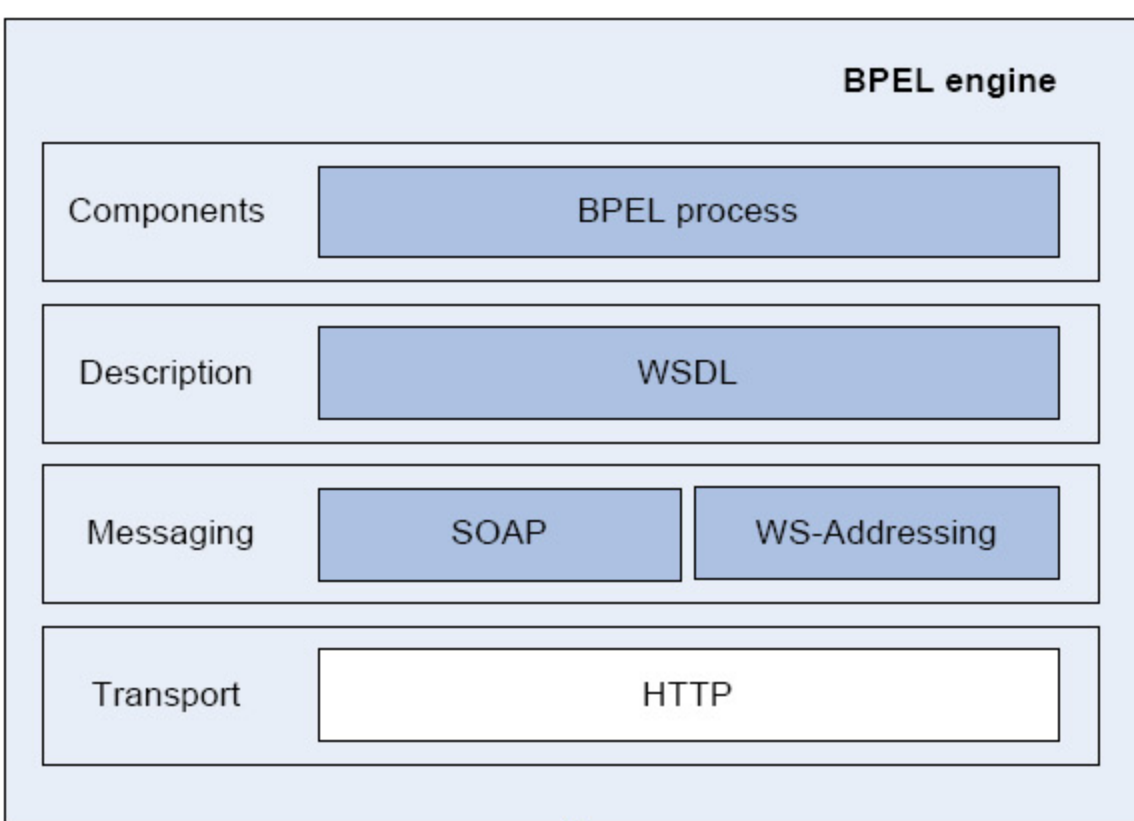 BPEL engine
Components
BPEL process
Description
WSDL
Messaging
SOAP
WS-Addressing
Transport
HTTP